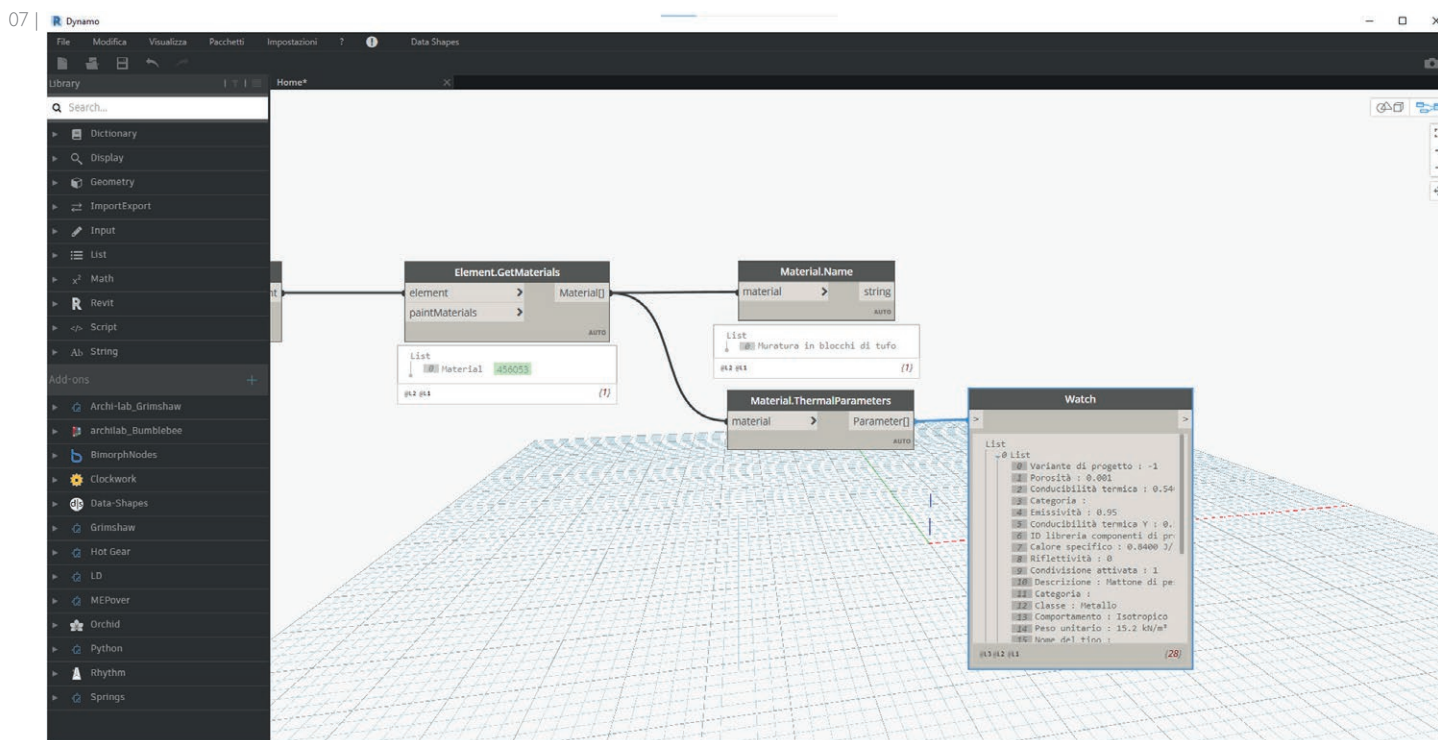 07 |
Dynamo
File Modifica Visualizza Pacchetti Impostazioni ? Data Shapes
Library
Home*
Search...
Dictionary
Display
Geometry
ImportExport
Input
List
Math
Revit
Script
String
Add-ons
Archi-lab_Grimshaw
archilab_Bumblebee
BimorphNodes
Clockwork
Data-Shapes
Grimshaw
Hot Gear
LD
MEPover
Orchid
Python
Rhythm
Springs
nt
Element.GetMaterials
element > Material[]
paintMaterials >
AUTO
List
0 Material 456053
@L2 @L1 {1}
Material.Name
material > string
AUTO
List
0 Muratura in blocchi di tufo
@L2 @L1 {1}
Material.ThermalParameters
material > Parameter[]
AUTO
Watch
> >
List
0 List
0 Variante di progetto : -1
1 Porosità : 0.001
2 Conducibilità termica : 0.54
3 Categoria :
4 Emissività : 0.95
5 Conducibilità termica Y : 0.
6 ID libreria componenti di pr
7 Calore specifico : 0.8400 J/
8 Riflettività : 0
9 Condivisione attivata : 1
10 Descrizione : Mattone di pe
11 Categoria :
12 Classe : Metallo
13 Comportamento : Isotropico
14 Peso unitario : 15.2 kN/m³
15 Nome del tipo :
@L3 @L2 @L1 {28}